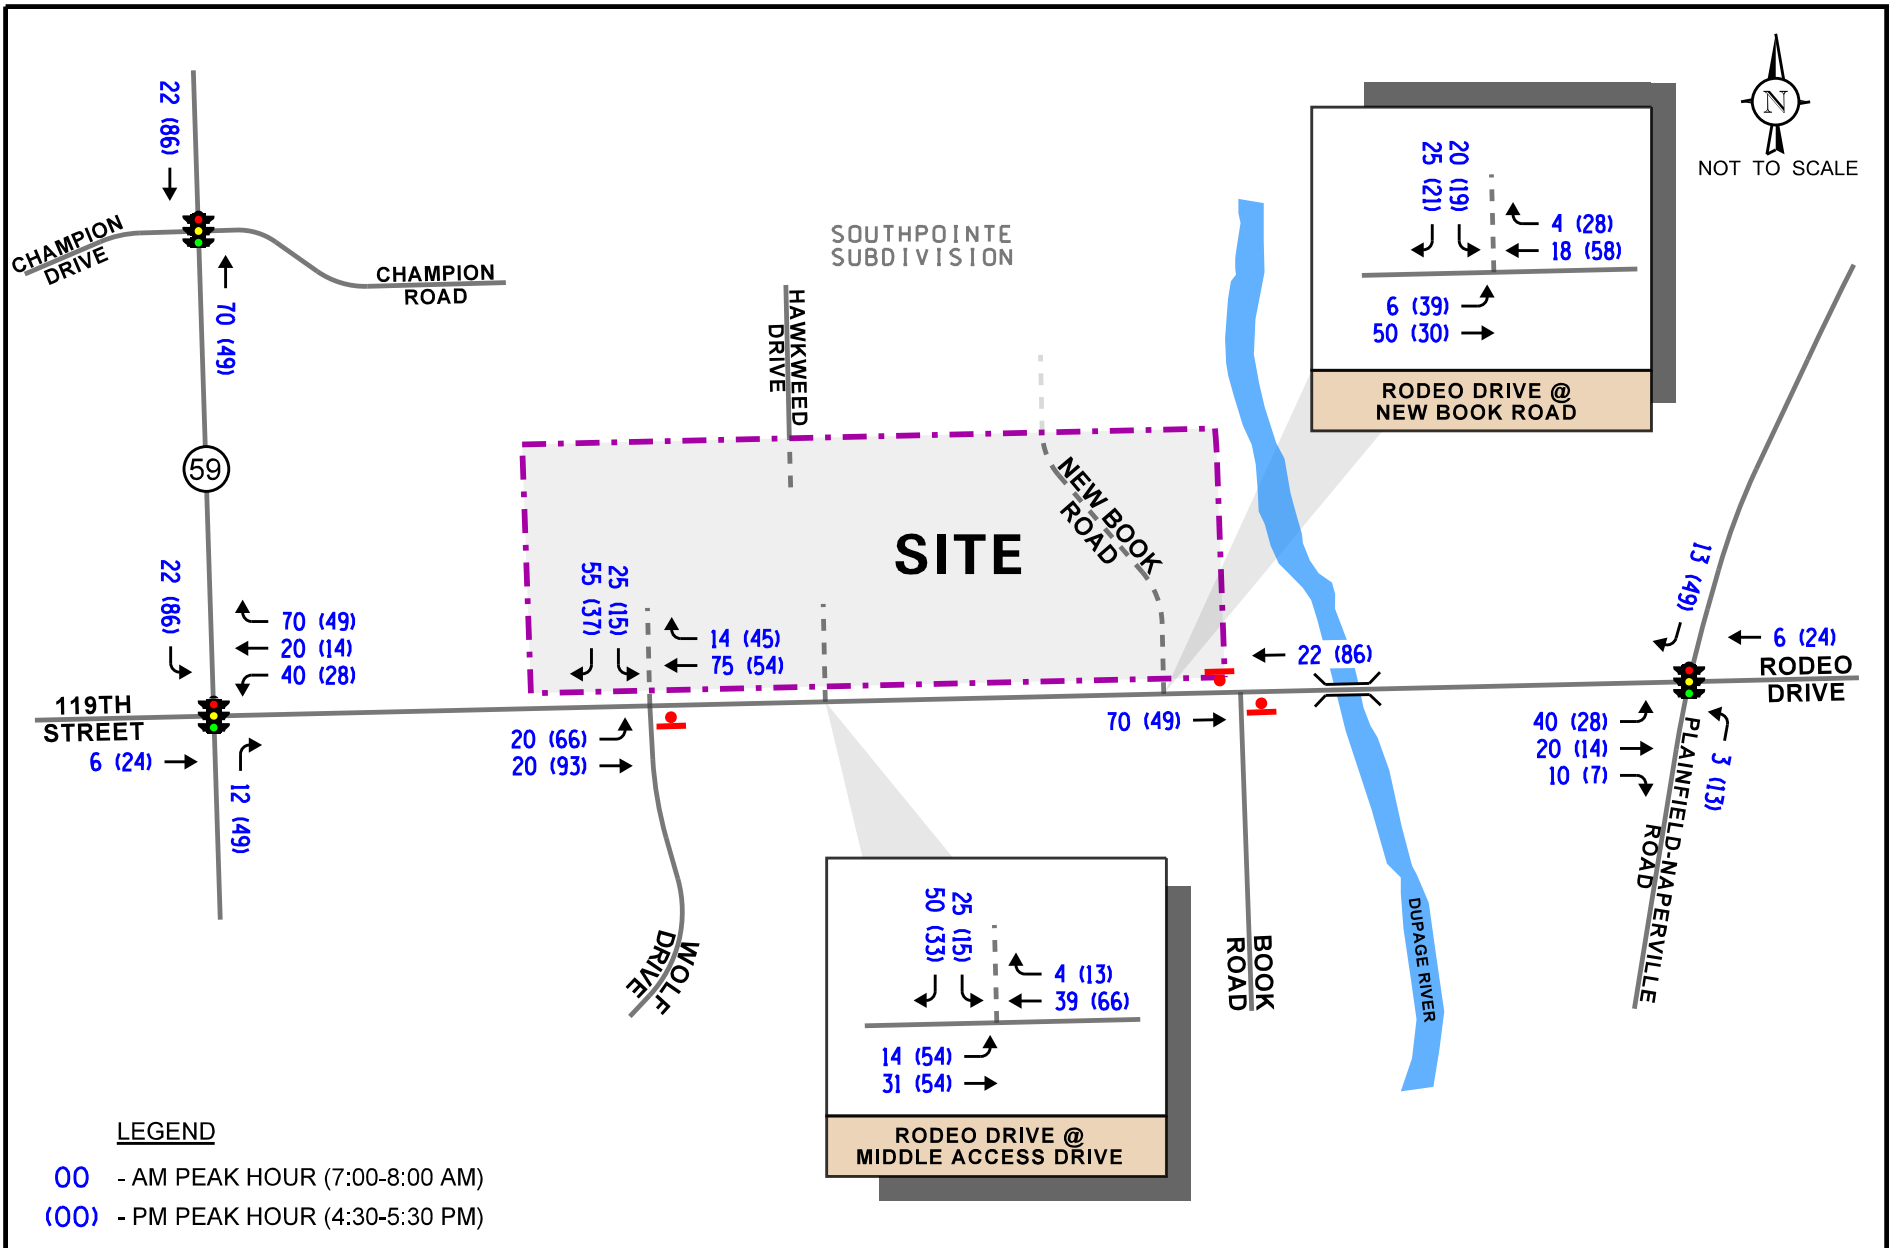 22 (86)
CHAMPION
DRIVE
CHAMPION
ROAD
70 (49)
59
SOUTHPOINTE
SUBDIVISION
HAWKWEED
DRIVE
20 (19)
25 (21)
4 (28)
18 (58)
6 (39)
50 (30)
RODEO DRIVE @
NEW BOOK ROAD
N
NOT TO SCALE
NEW BOOK
ROAD
SITE
22 (86)
70 (49)
20 (14)
40 (28)
119TH
STREET
6 (24)
12 (49)
25 (15)
55 (37)
14 (45)
75 (54)
20 (66)
20 (93)
WOLF
DRIVE
22 (86)
70 (49)
BOOK
ROAD
DUPAGE RIVER
13 (49)
6 (24)
RODEO
DRIVE
40 (28)
20 (14)
10 (7)
3 (13)
PLAINFIELD-NAPERVILLE
ROAD
25 (15)
50 (33)
4 (13)
39 (66)
14 (54)
31 (54)
RODEO DRIVE @
MIDDLE ACCESS DRIVE
LEGEND
00 - AM PEAK HOUR (7:00-8:00 AM)
(00) - PM PEAK HOUR (4:30-5:30 PM)